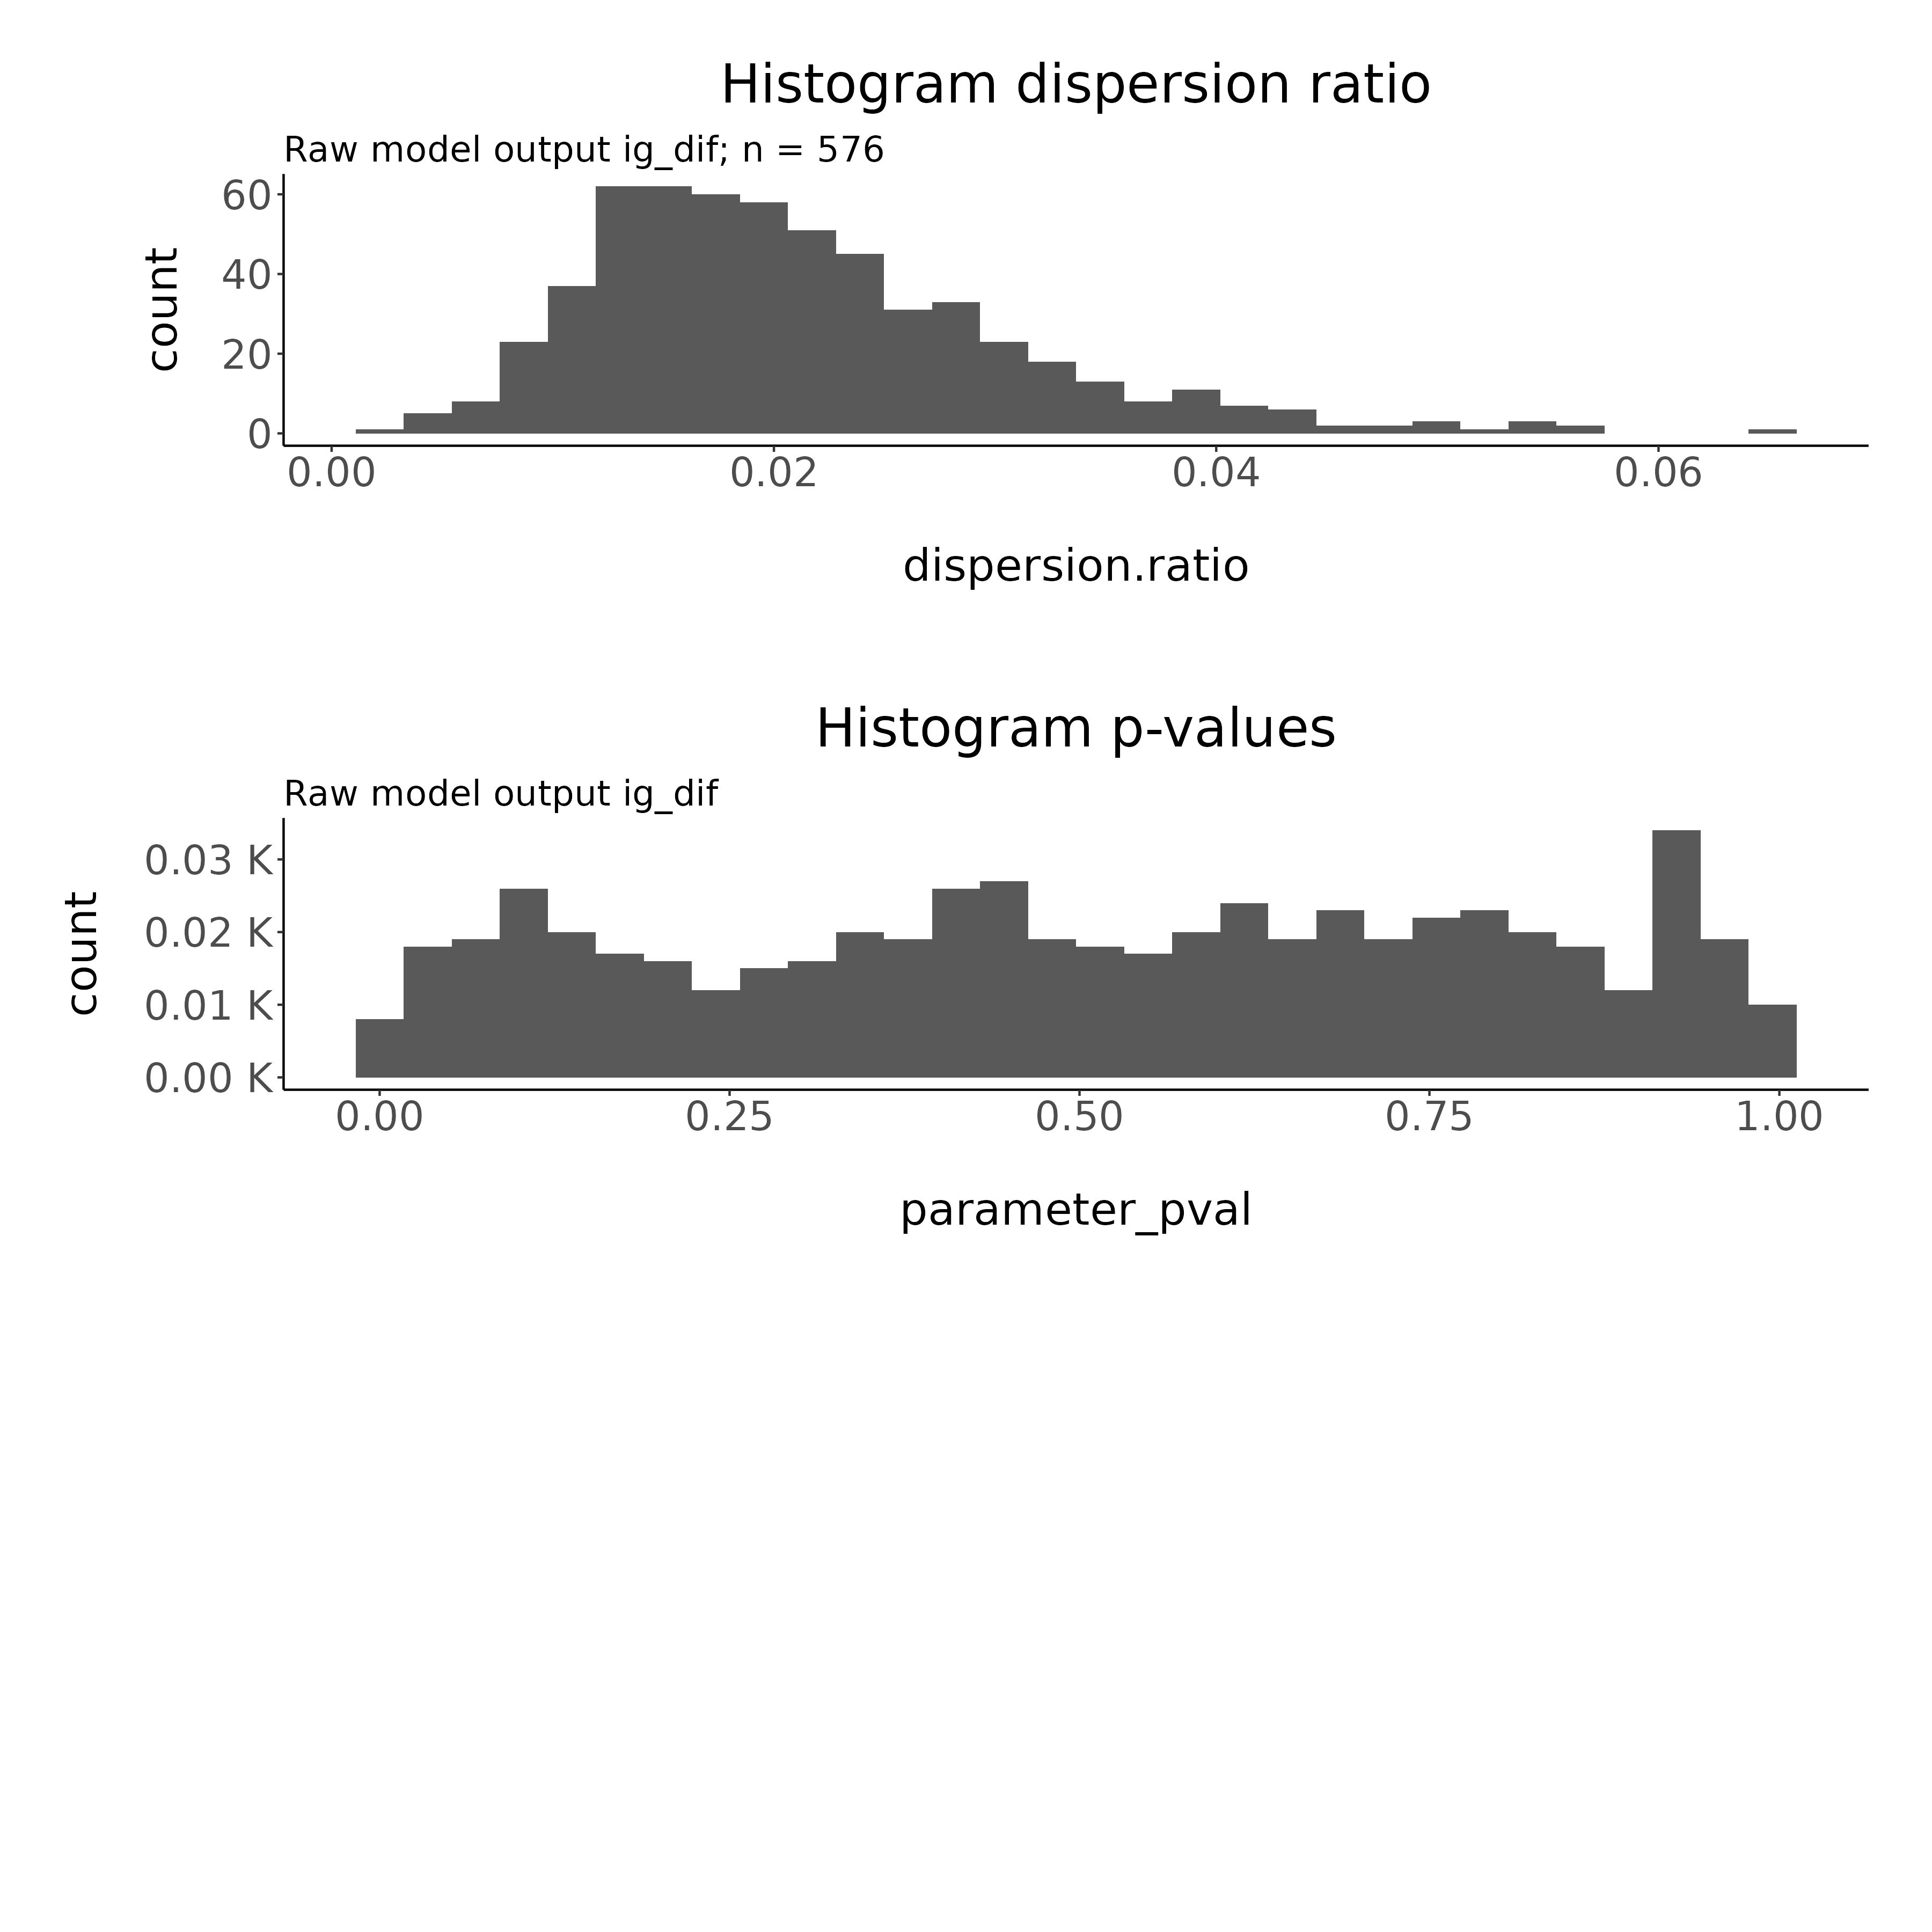 Histogram dispersion ratio
Raw model output ig_dif; n = 576
count
60
40
20
0
0.00 0.02 0.04 0.06
dispersion.ratio
Histogram p-values
Raw model output ig_dif
count
0.03 K
0.02 K
0.01 K
0.00 K
0.00 0.25 0.50 0.75 1.00
parameter_pval